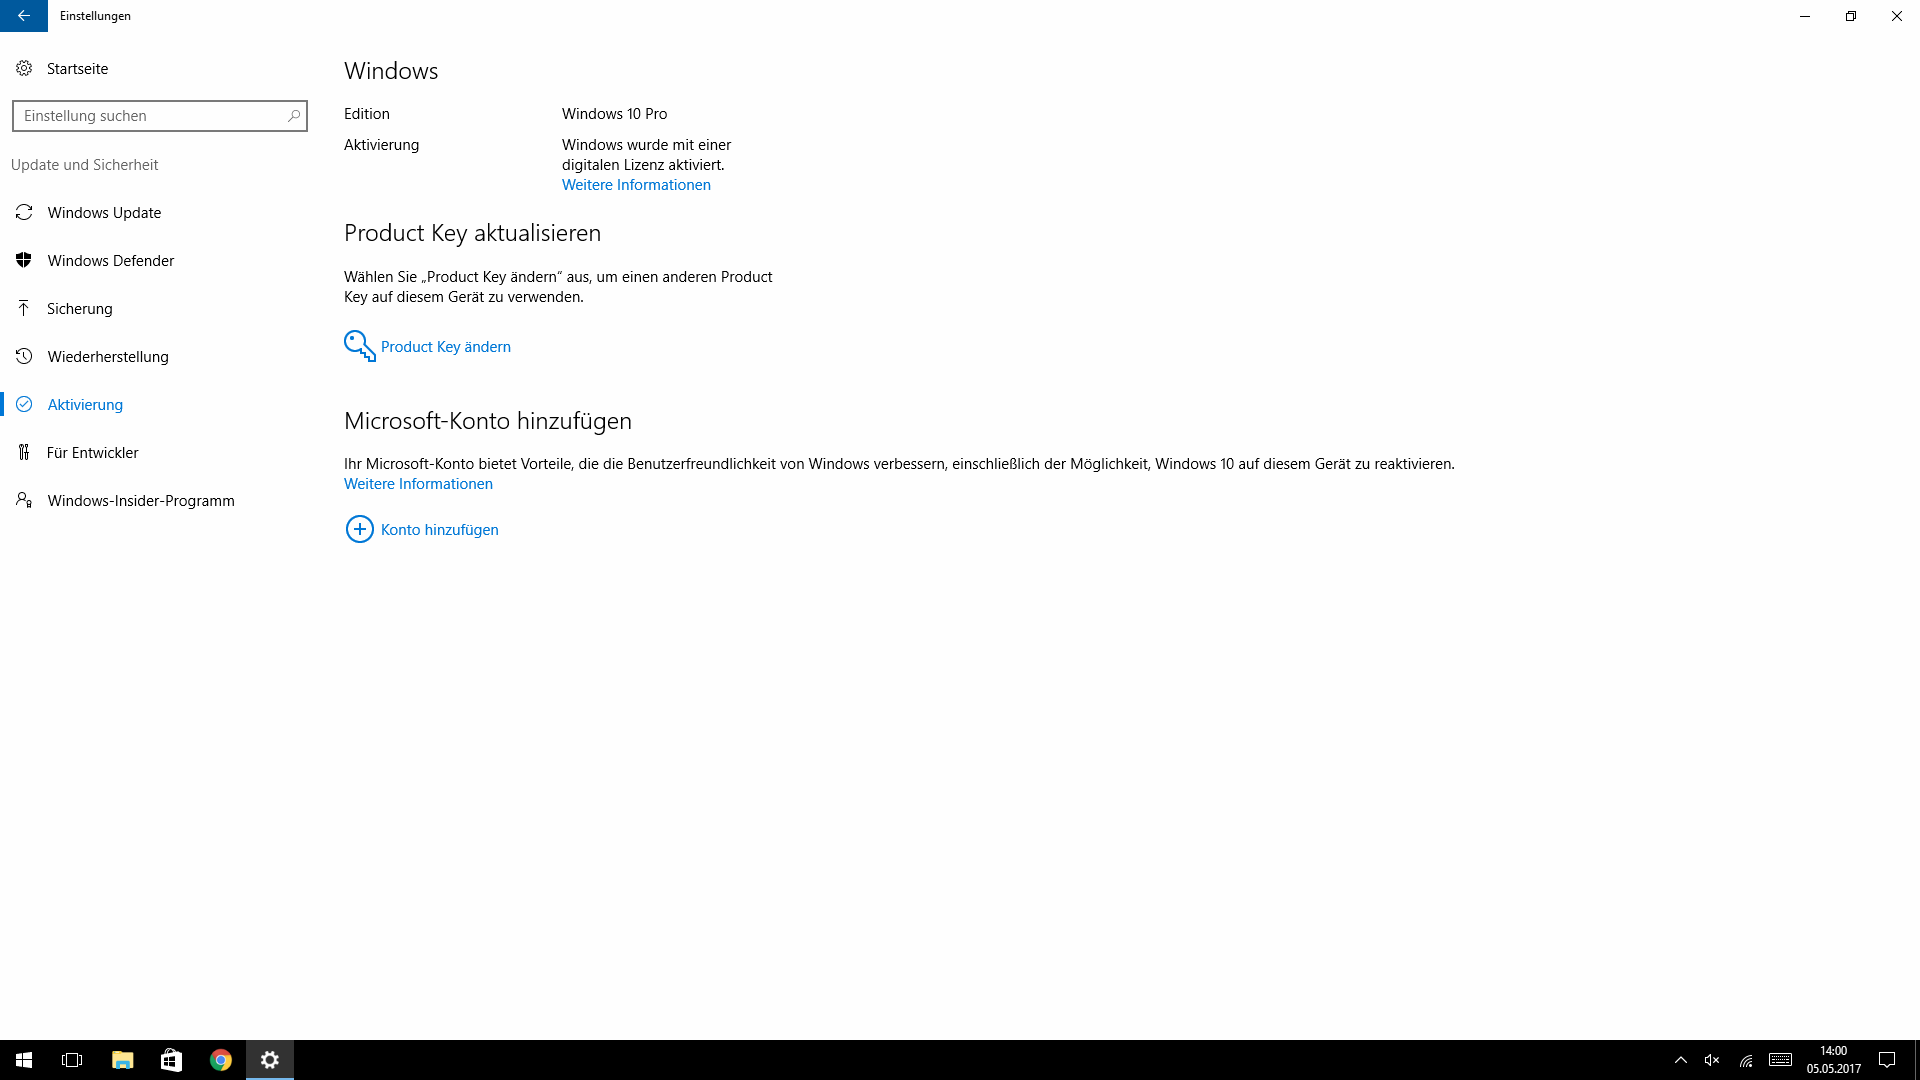 Einstellungen
Startseite
Einstellung suchen
Update und Sicherheit
Windows Update
Windows Defender
Sicherung
Wiederherstellung
Aktivierung
Für Entwickler
Windows-Insider-Programm
Windows
Edition Windows 10 Pro
Aktivierung Windows wurde mit einer
digitalen Lizenz aktiviert.
Weitere Informationen
Product Key aktualisieren
Wählen Sie „Product Key ändern“ aus, um einen anderen Product
Key auf diesem Gerät zu verwenden.
Product Key ändern
Microsoft-Konto hinzufügen
Ihr Microsoft-Konto bietet Vorteile, die die Benutzerfreundlichkeit von Windows verbessern, einschließlich der Möglichkeit, Windows 10 auf diesem Gerät zu reaktivieren.
Weitere Informationen
Konto hinzufügen
14:00
05.05.2017